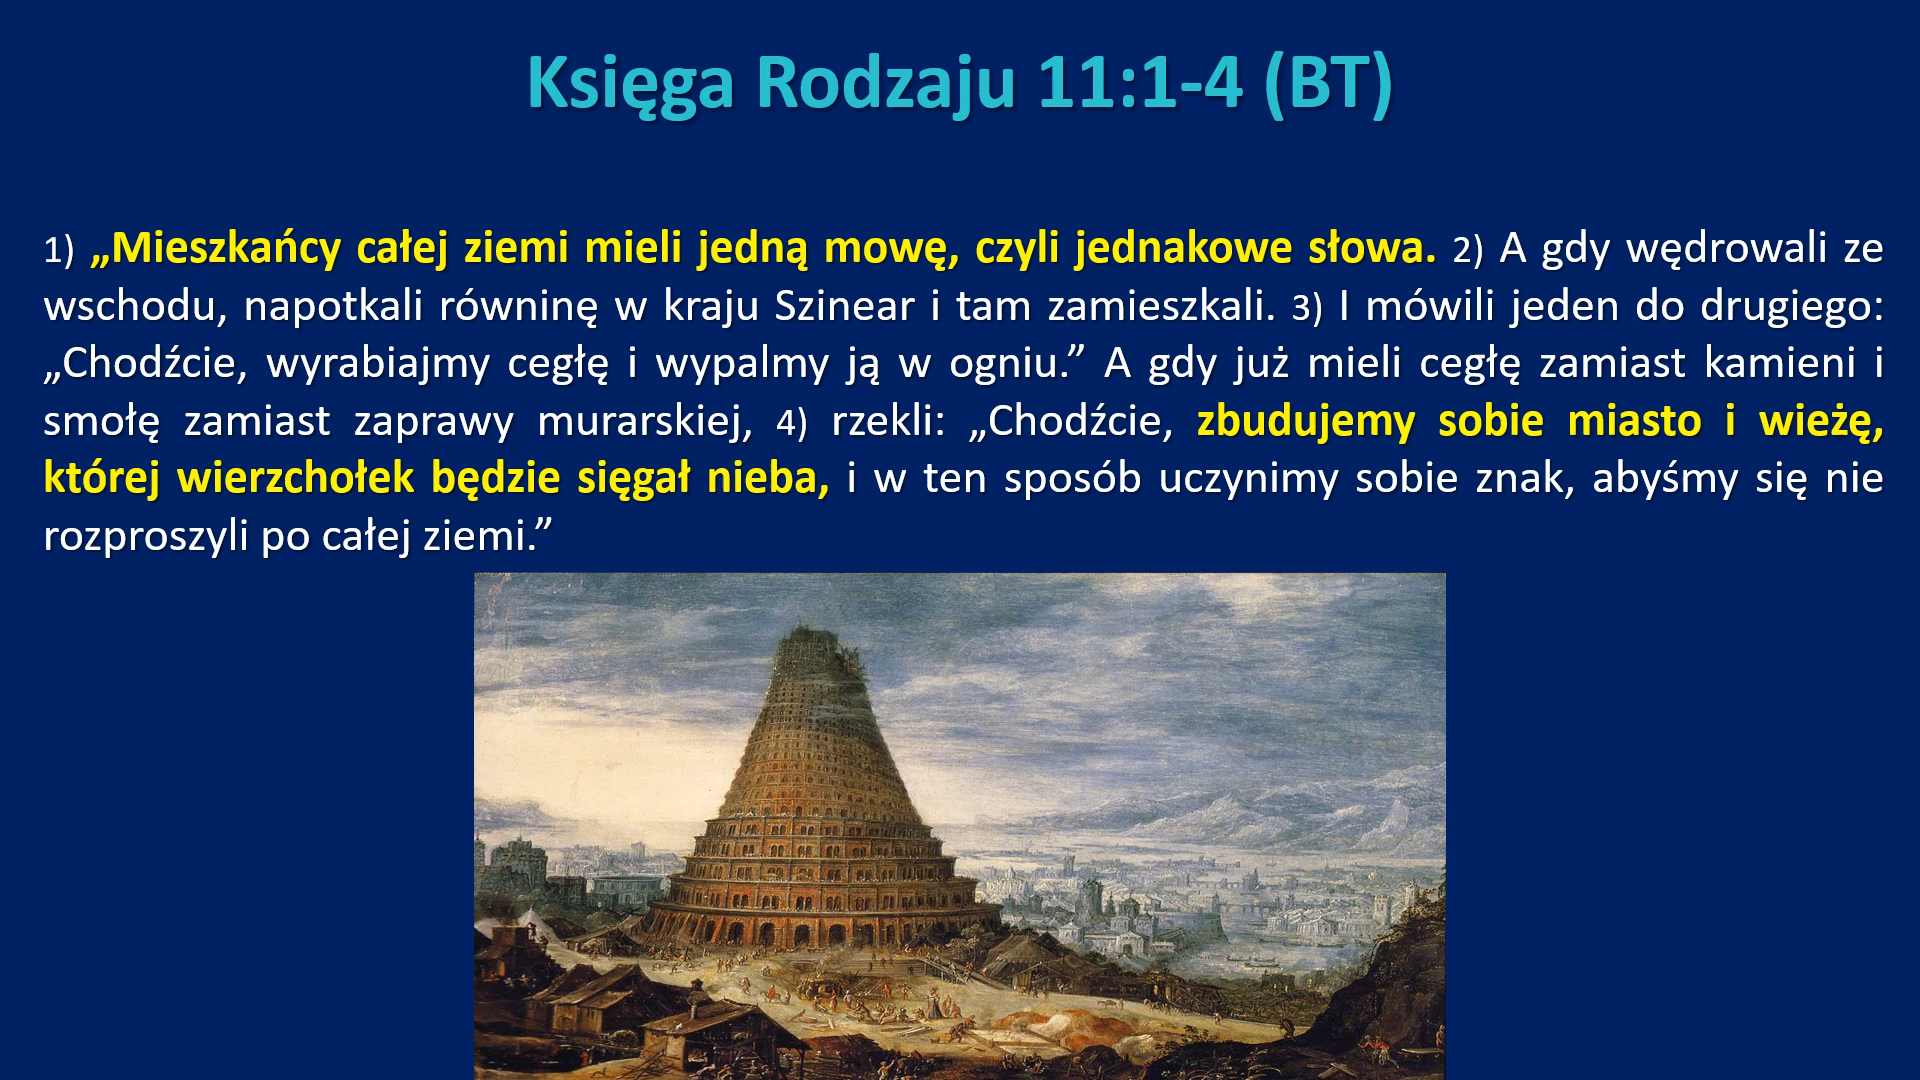 Księga Rodzaju 11:1-4 (BT)
1) „Mieszkańcy całej ziemi mieli jedną mowę, czyli jednakowe słowa. 2) A gdy wędrowali ze
wschodu, napotkali równinę w kraju Szinear i tam zamieszkali. 3) I mówili jeden do drugiego:
„Chodźcie, wyrabiajmy cegłę i wypalmy ją w ogniu.” A gdy już mieli cegłę zamiast kamieni i
smołę zamiast zaprawy murarskiej, 4) rzekli: „Chodźcie, zbudujemy sobie miasto i wieżę,
której wierzchołek będzie sięgał nieba, i w ten sposób uczynimy sobie znak, abyśmy się nie
rozproszyli po całej ziemi.”